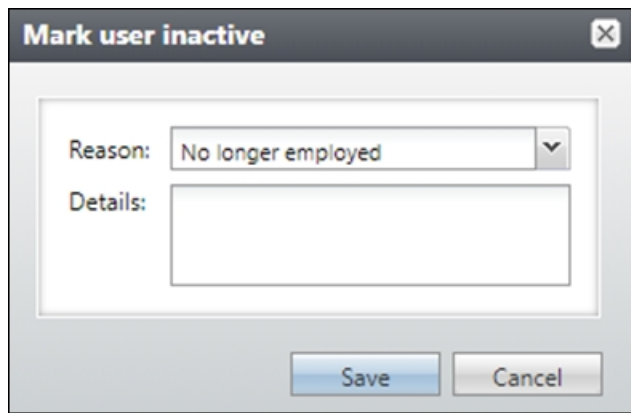 Mark user inactive
Reason: No longer employed
Details:
Save Cancel